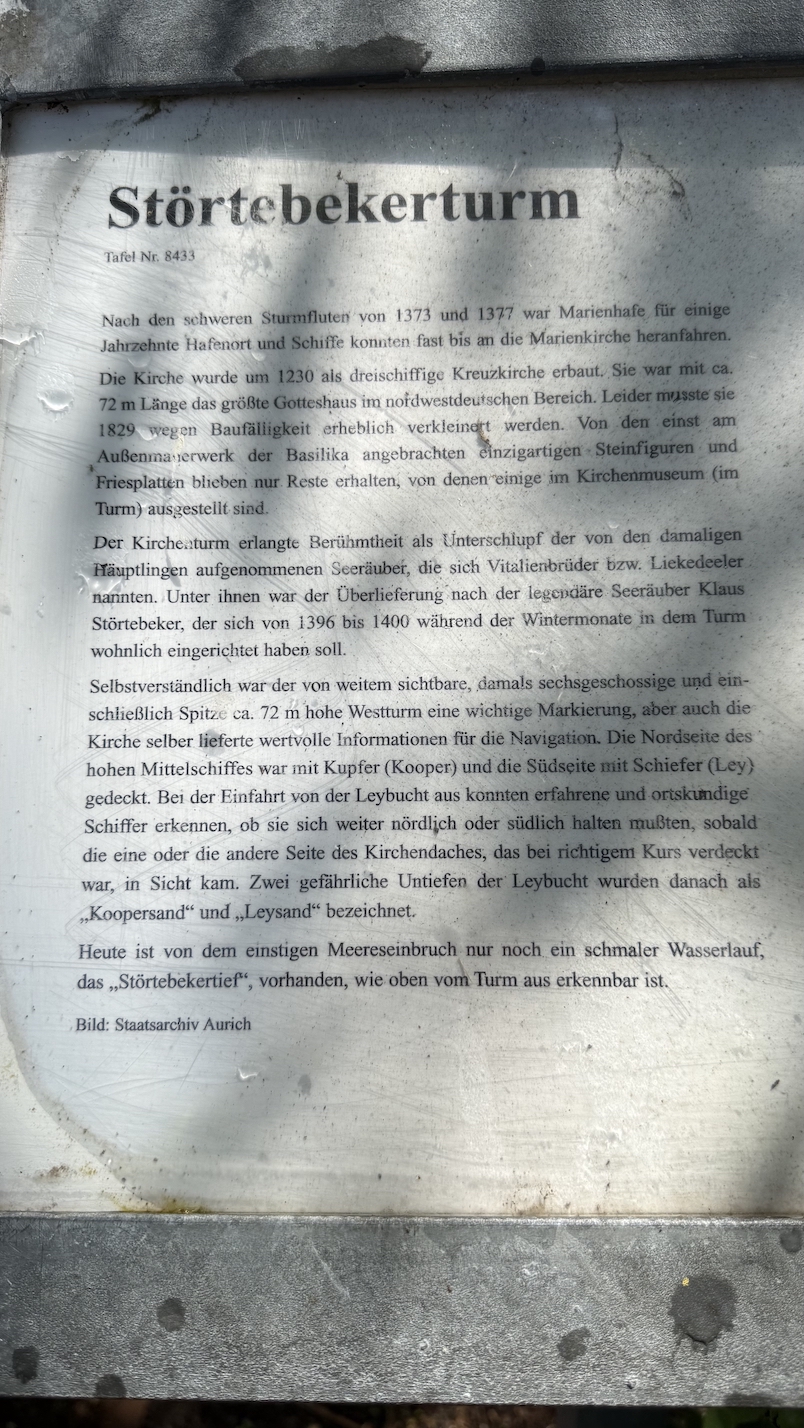 Störtebekerturm
Tafel Nr. 8433
Nach den schweren Sturmfluten von 1373 und 1377 war Marienhafe für einige
Jahrzehnte Hafenort und Schiffe konnten fast bis an die Marienkirche heranfahren.
Die Kirche wurde um 1230 als dreischiffige Kreuzkirche erbaut. Sie war mit ca.
72 m Länge das größte Gotteshaus im nordwestdeutschen Bereich. Leider musste sie
1829 wegen Baufälligkeit erheblich verkleinert werden. Von den einst am
Außenmauerwerk der Basilika angebrachten einzigartigen Steinfiguren und
Friesplatten blieben nur Reste erhalten, von denen einige im Kirchenmuseum (im
Turm) ausgestellt sind.
Der Kirchenturm erlangte Berühmtheit als Unterschlupf der von den damaligen
Häuptlingen aufgenommenen Seeräuber, die sich Vitalienbrüder bzw. Liekedeeler
nannten. Unter ihnen war der Überlieferung nach der legendäre Seeräuber Klaus
Störtebeker, der sich von 1396 bis 1400 während der Wintermonate in dem Turm
wohnlich eingerichtet haben soll.
Selbstverständlich war der von weitem sichtbare, damals sechsgeschossige und ein-
schließlich Spitze ca. 72 m hohe Westturm eine wichtige Markierung, aber auch die
Kirche selber lieferte wertvolle Informationen für die Navigation. Die Nordseite des
hohen Mittelschiffes war mit Kupfer (Kooper) und die Südseite mit Schiefer (Ley)
gedeckt. Bei der Einfahrt von der Leybucht aus konnten erfahrene und ortskundige
Schiffer erkennen, ob sie sich weiter nördlich oder südlich halten mußten, sobald
die eine oder die andere Seite des Kirchendaches, das bei richtigem Kurs verdeckt
war, in Sicht kam. Zwei gefährliche Untiefen der Leybucht wurden danach als
„Koopersand“ und „Leysand“ bezeichnet.
Heute ist von dem einstigen Meereseinbruch nur noch ein schmaler Wasserlauf,
das „Störtebekertief“, vorhanden, wie oben vom Turm aus erkennbar ist.
Bild: Staatsarchiv Aurich